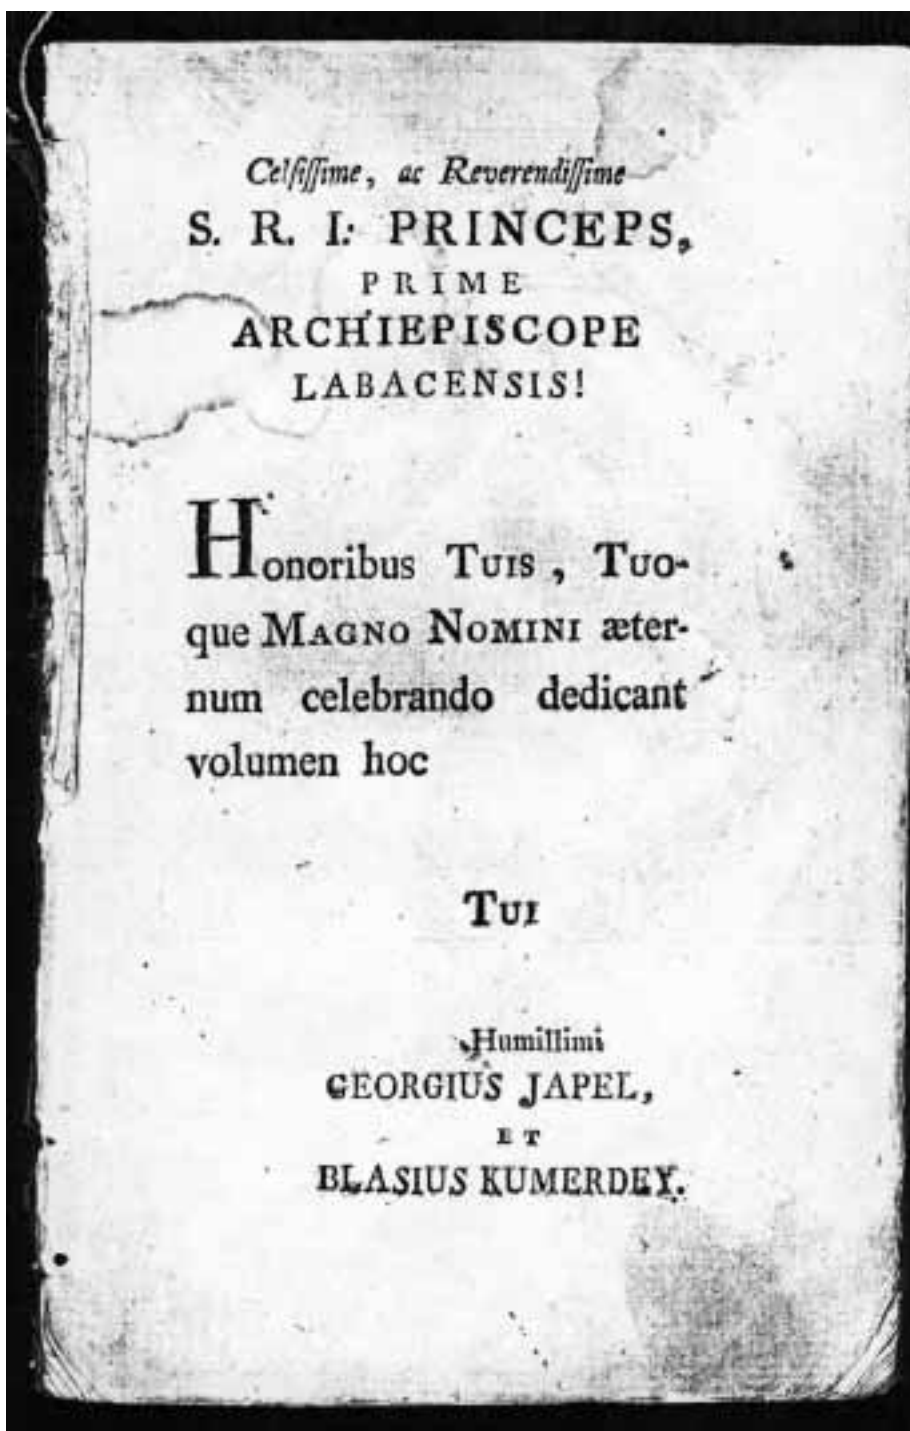 Celſiſſime, ac Reverendiſſime
S. R. I. PRINCEPS,
PRIME
ARCHIEPISCOPE
LABACENSIS!
Honoribus TUIS, TUO-
que MAGNO NOMINI æter-
num celebrando dedicant
volumen hoc
TUI
Humillimi
GEORGIUS JAPEL,
ET
BLASIUS KUMERDEY.